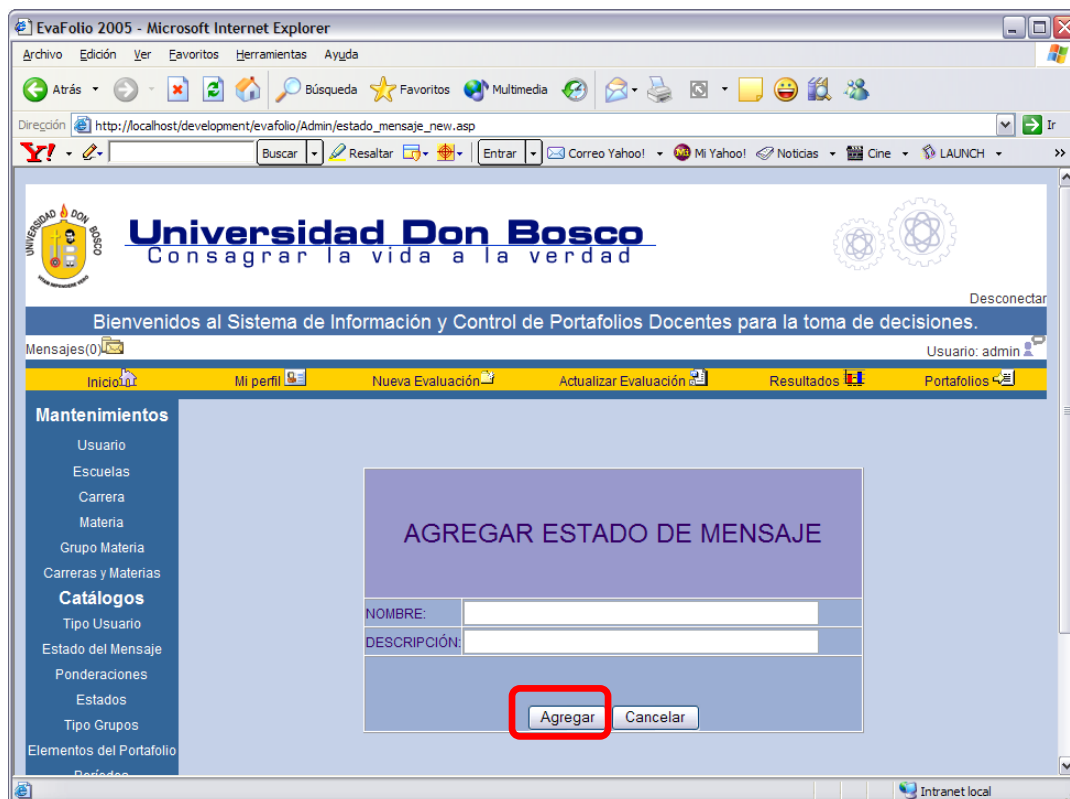 EvaFolio 2005 - Microsoft Internet Explorer
Archivo Edición Ver Favoritos Herramientas Ayuda
Atrás Búsqueda Favoritos Multimedia
Dirección http://localhost/development/evafolio/Admin/estado_mensaje_new.asp Ir
Y! Buscar Resaltar Entrar Correo Yahoo! Mi Yahoo! Noticias Cine LAUNCH »
UNIVERSIDAD DON BOSCO
Universidad Don Bosco
Consagrar la vida a la verdad
Desconectar
Bienvenidos al Sistema de Información y Control de Portafolios Docentes para la toma de decisiones.
Mensajes(0) Usuario: admin
Inicio Mi perfil Nueva Evaluación Actualizar Evaluación Resultados Portafolios
Mantenimientos
Usuario
Escuelas
Carrera
Materia
Grupo Materia
Carreras y Materias
Catálogos
Tipo Usuario
Estado del Mensaje
Ponderaciones
Estados
Tipo Grupos
Elementos del Portafolio
Períodos
AGREGAR ESTADO DE MENSAJE
NOMBRE:
DESCRIPCIÓN:
Agregar Cancelar
Intranet local